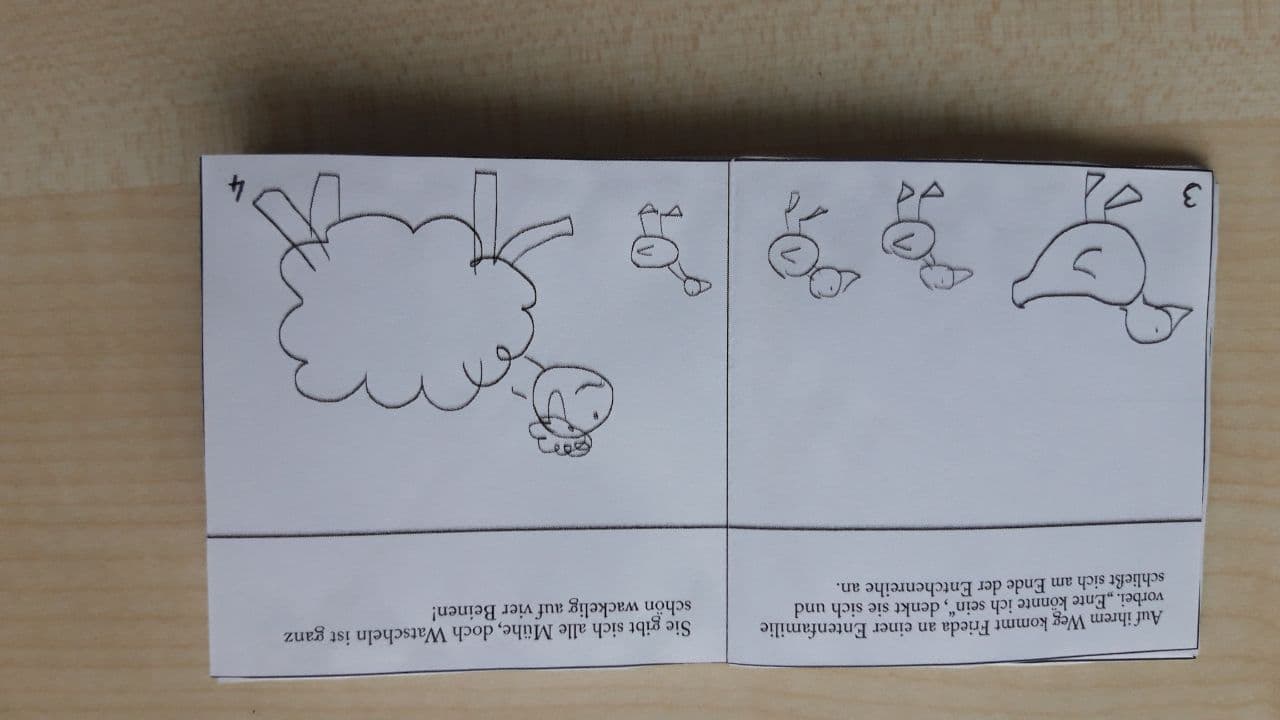 Auf ihrem Weg kommt Frieda an einer Entenfamilie
vorbei. „Ente könnte ich sein“, denkt sie sich und
schließt sich am Ende der Entchenreihe an.
3
Sie gibt sich alle Mühe, doch Watscheln ist ganz
schön wackelig auf vier Beinen!
4